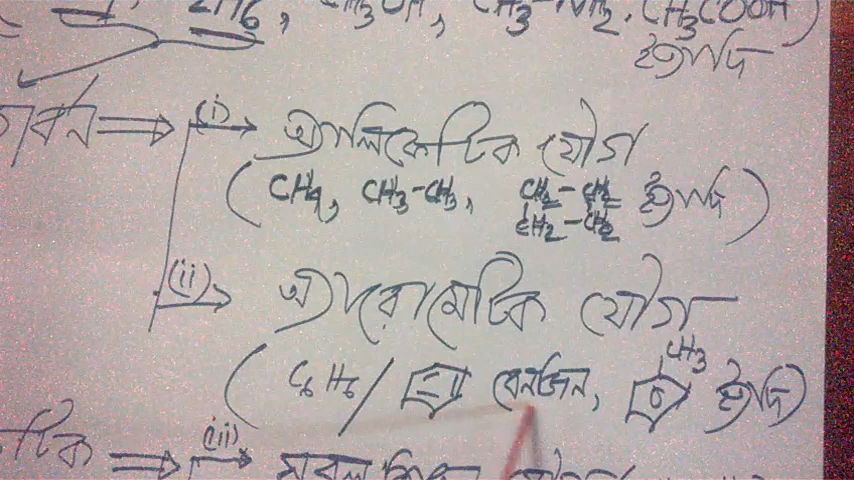 CH₃OH, CH₃-NH₂, CH₃COOH)
ইত্যাদি
(i) অ্যালিফেটিক যৌগ
(CH₄, CH₃-CH₃, CH₂-CH₂ ইত্যাদি)
CH₂-CH₂
(ii) অ্যারোমেটিক যৌগ
CH₃
(C₆H₆/ বেনজিন, ইত্যাদি)
(iii)